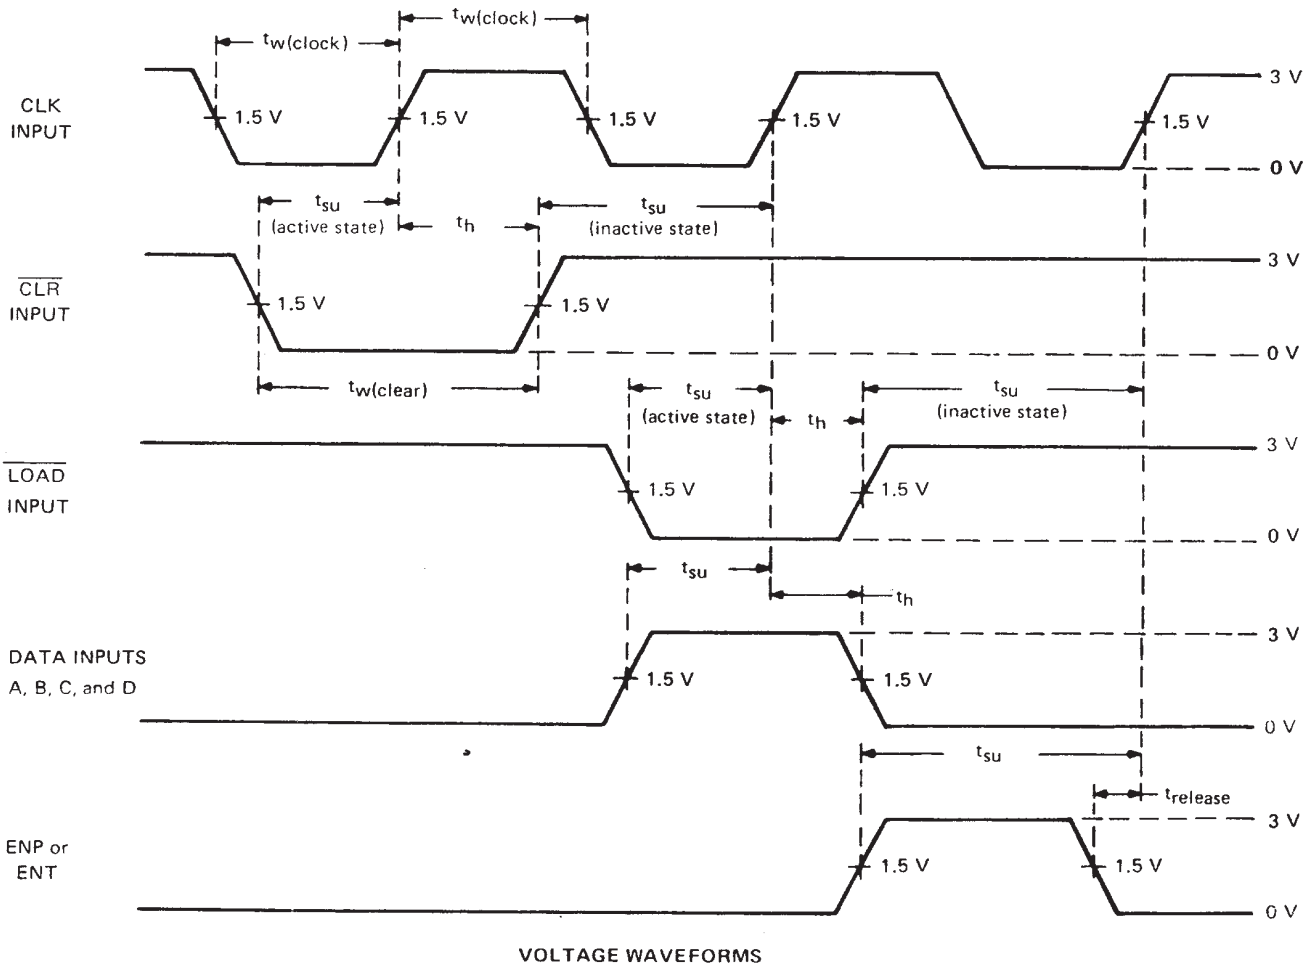 tw(clock)
tw(clock)
CLK
INPUT
1.5 V
1.5 V
1.5 V
1.5 V
1.5 V
3 V
0 V
tsu
(active state)
th
tsu
(inactive state)
CLR
INPUT
1.5 V
1.5 V
3 V
0 V
tw(clear)
tsu
(active state)
th
tsu
(inactive state)
LOAD
INPUT
1.5 V
1.5 V
3 V
0 V
tsu
th
DATA INPUTS
A, B, C, and D
1.5 V
1.5 V
3 V
0 V
tsu
trelease
ENP or
ENT
1.5 V
1.5 V
3 V
0 V
VOLTAGE WAVEFORMS